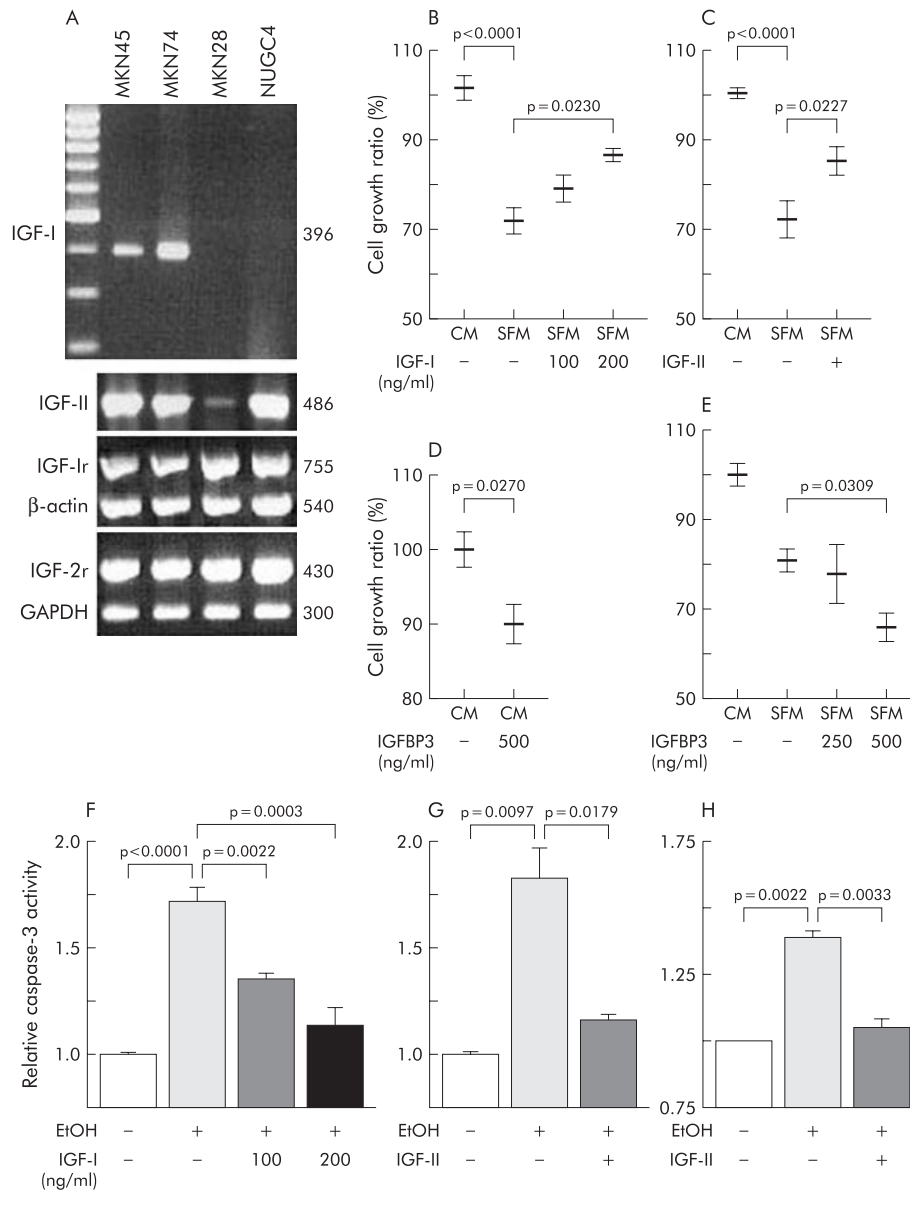 A
MKN45
MKN74
MKN28
NUGC4
IGF-I
396
IGF-II
486
IGF-Ir
755
β-actin
540
IGF-2r
430
GAPDH
300
B
p<0.0001
p=0.0230
Cell growth ratio (%)
110
90
70
50
CM SFM SFM SFM
IGF-I (ng/ml) – – 100 200
C
p<0.0001
p=0.0227
110
90
70
50
CM SFM SFM
IGF-II – – +
D
p=0.0270
Cell growth ratio (%)
110
100
90
80
CM CM
IGFBP3 – 500
(ng/ml)
E
p=0.0309
110
90
70
50
CM SFM SFM SFM
IGFBP3 – – 250 500
(ng/ml)
F
p=0.0003
p<0.0001 p=0.0022
Relative caspase-3 activity
2.0
1.5
1.0
EtOH – + + +
IGF-I – – 100 200
(ng/ml)
G
p=0.0097 p=0.0179
2.0
1.5
1.0
EtOH – + +
IGF-II – – +
H
p=0.0022 p=0.0033
1.75
1.25
0.75
EtOH – + +
IGF-II – – +